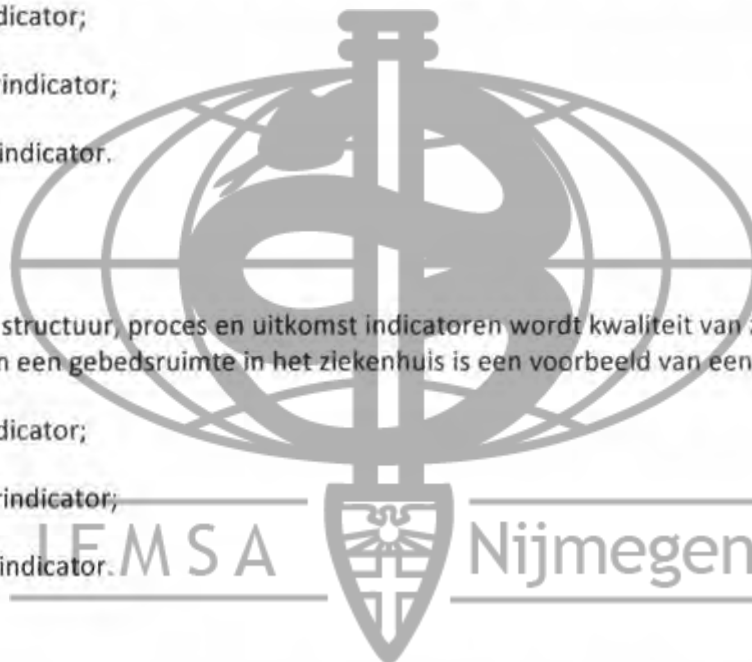 dicator;
indicator;
indicator.
structuur, proces en uitkomst indicatoren wordt kwaliteit van
n een gebedsruimte in het ziekenhuis is een voorbeeld van een
dicator;
rindicator;
indicator.
IFMSA Nijmegen